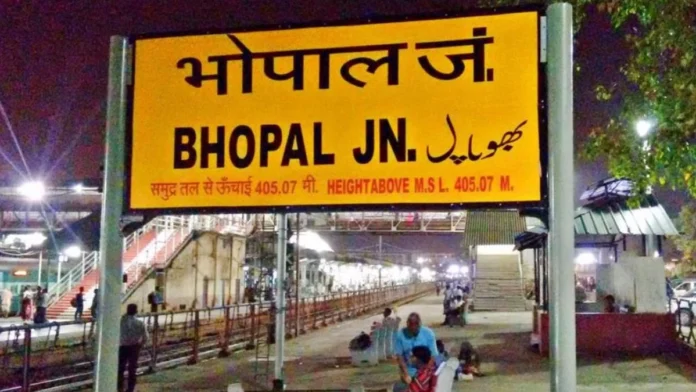 भोपाल जं.
BHOPAL JN. بھوپال
समुद्र तल से ऊँचाई 405.07 मी. HEIGHTABOVE M.S L. 405.07 M.